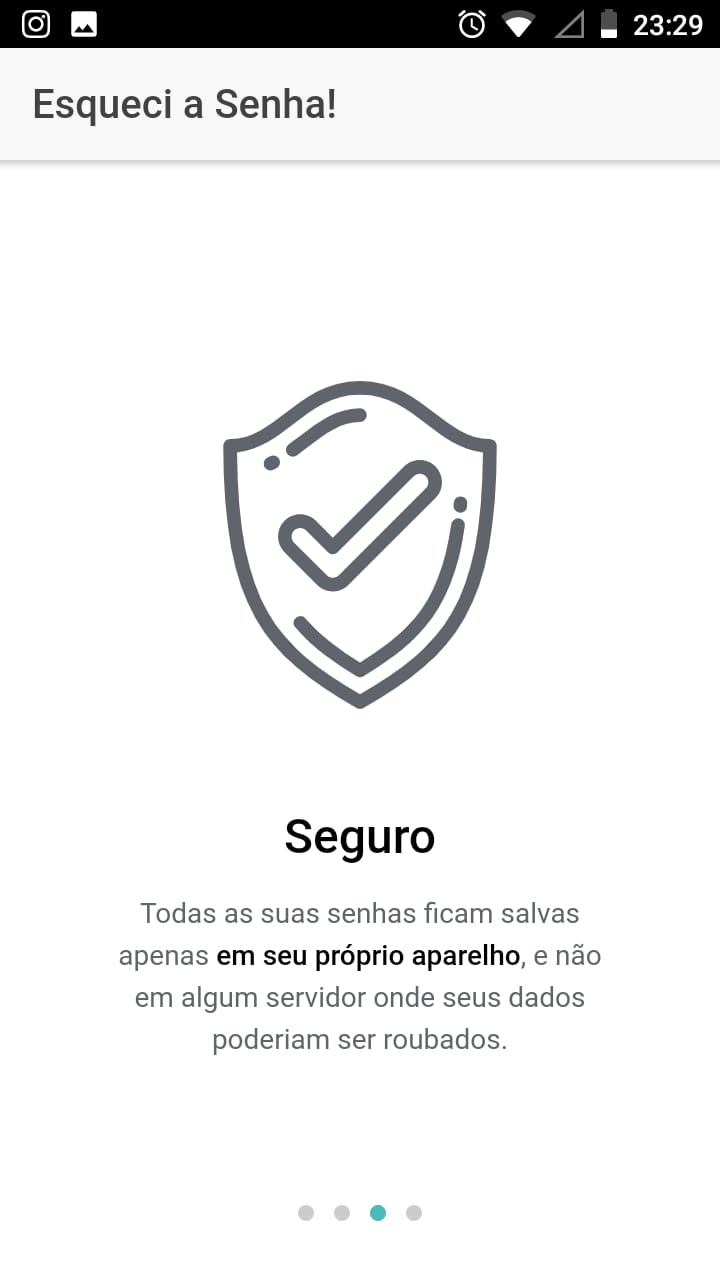 23:29
Esqueci a Senha!
Seguro
Todas as suas senhas ficam salvas
apenas em seu próprio aparelho, e não
em algum servidor onde seus dados
poderiam ser roubados.